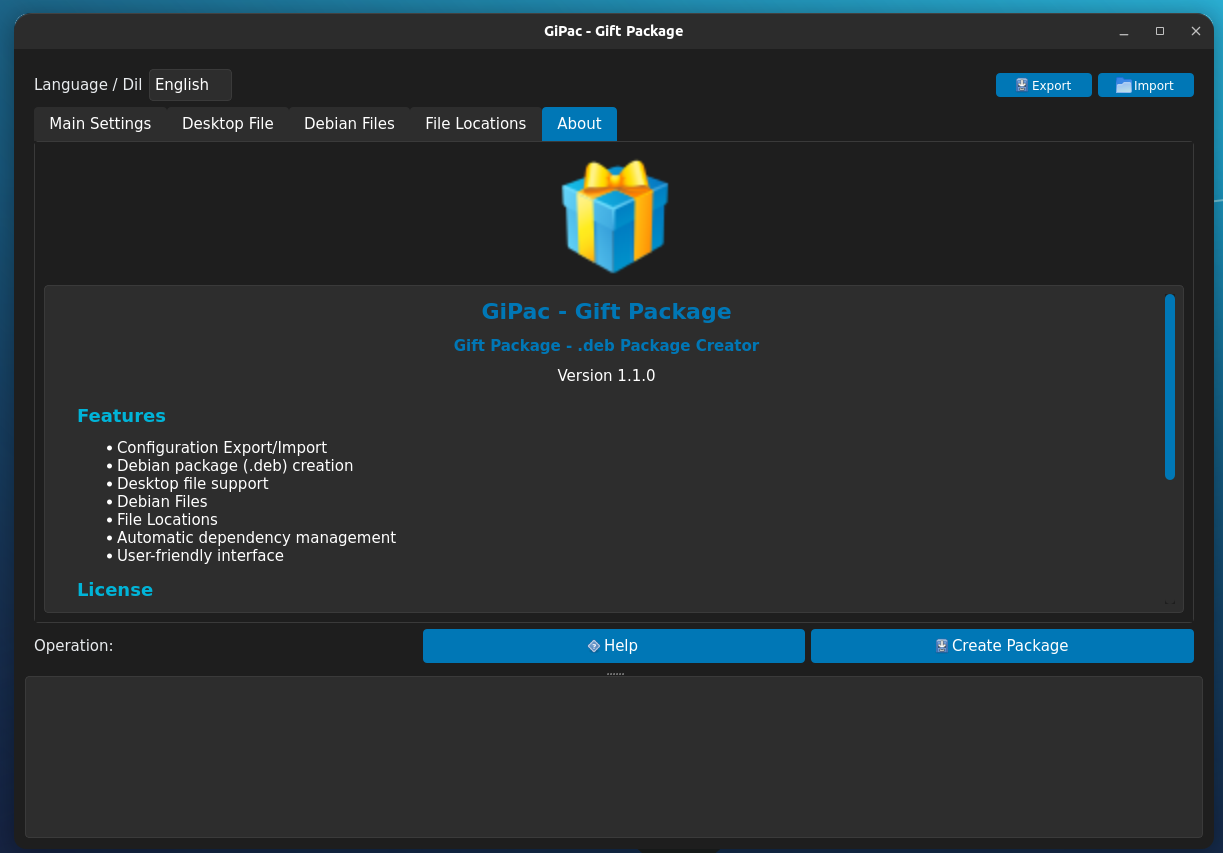 GiPac - Gift Package
Language / Dil English
Export Import
Main Settings Desktop File Debian Files File Locations About
GiPac - Gift Package
Gift Package - .deb Package Creator
Version 1.1.0
Features
• Configuration Export/Import
• Debian package (.deb) creation
• Desktop file support
• Debian Files
• File Locations
• Automatic dependency management
• User-friendly interface
License
Operation: Help Create Package